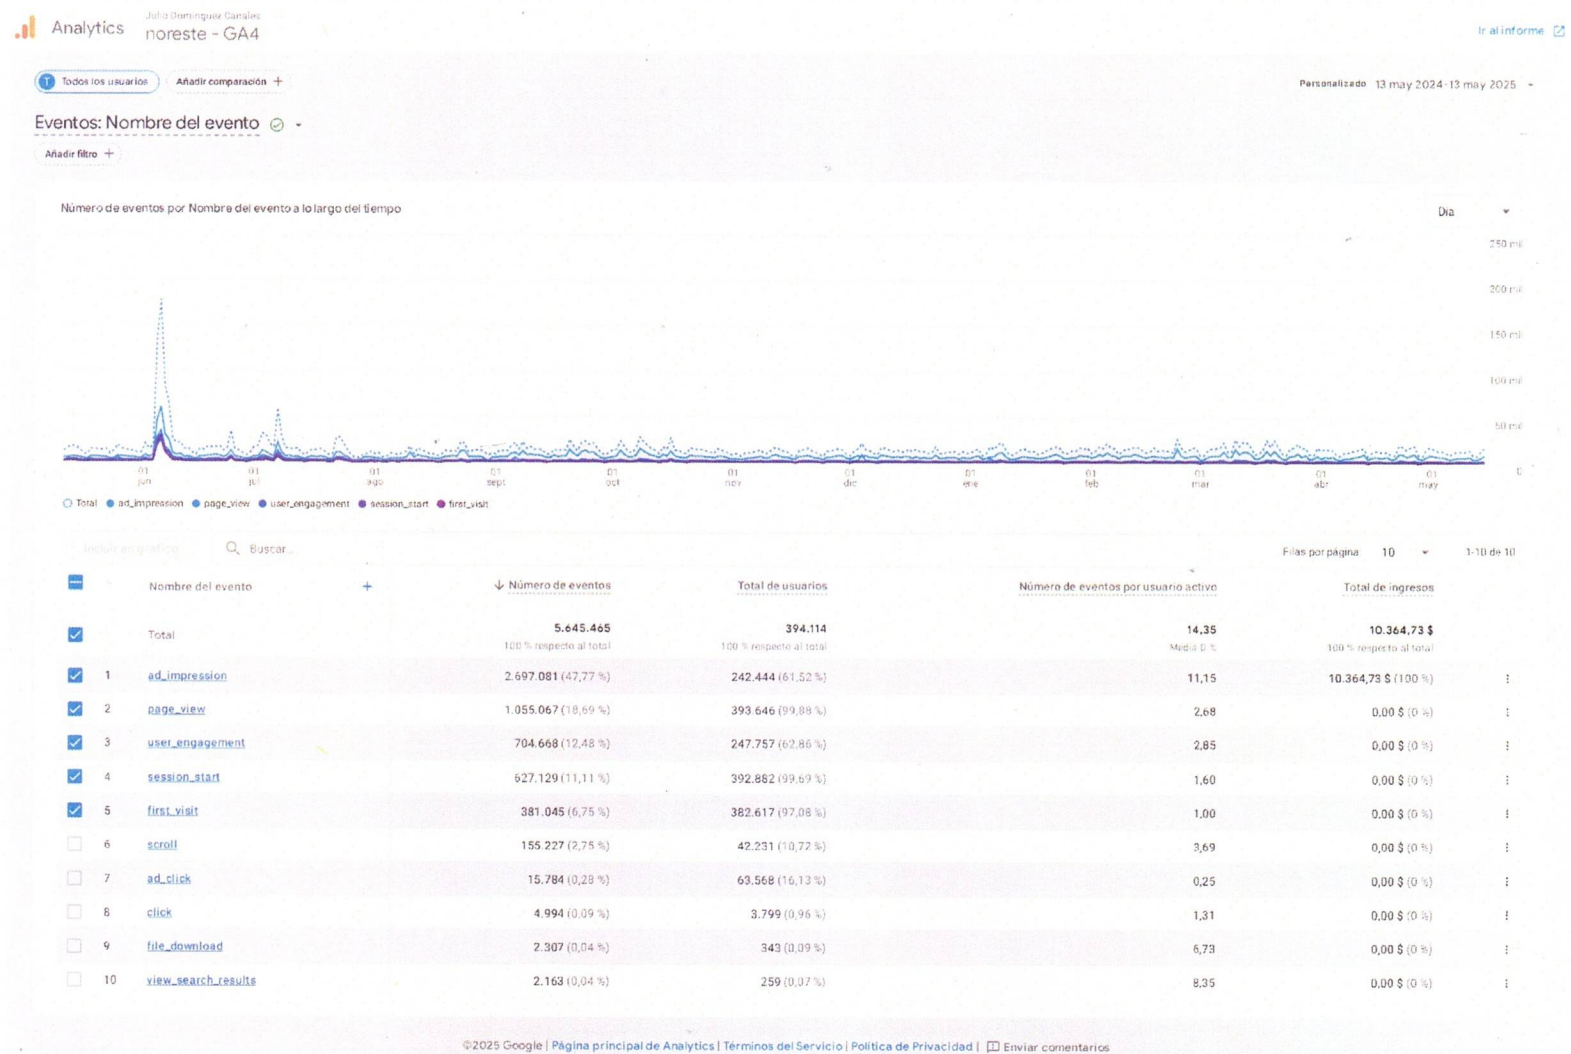 Julio Dominguez Canales
Analytics noreste - GA4
Ir al informe
T Todos los usuarios Añadir comparación +
Personalizado 13 may 2024-13 may 2025
Eventos: Nombre del evento
Añadir filtro +
Número de eventos por Nombre del evento a lo largo del tiempo
Día
250 mil
200 mil
150 mil
100 mil
50 mil
0
01 jun 01 jul 01 ago 01 sept 01 oct 01 nov 01 dic 01 ene 01 feb 01 mar 01 abr 01 may
Total ad_impression page_view user_engagement session_start first_visit
Incluir en gráfico Buscar...
Filas por página 10 1-10 de 10
Nombre del evento + ↓ Número de eventos Total de usuarios Número de eventos por usuario activo Total de ingresos
Total 5.645.465 394.114 14,35 10.364,73 $
100 % respecto al total 100 % respecto al total Media 0 % 100 % respecto al total
1 ad_impression 2.697.081 (47,77 %) 242.444 (61,52 %) 11,15 10.364,73 $ (100 %)
2 page_view 1.055.067 (18,69 %) 393.646 (99,88 %) 2,68 0,00 $ (0 %)
3 user_engagement 704.668 (12,48 %) 247.757 (62,86 %) 2,85 0,00 $ (0 %)
4 session_start 627.129 (11,11 %) 392.882 (99,69 %) 1,60 0,00 $ (0 %)
5 first_visit 381.045 (6,75 %) 382.617 (97,08 %) 1,00 0,00 $ (0 %)
6 scroll 155.227 (2,75 %) 42.231 (10,72 %) 3,69 0,00 $ (0 %)
7 ad_click 15.784 (0,28 %) 63.568 (16,13 %) 0,25 0,00 $ (0 %)
8 click 4.994 (0,09 %) 3.799 (0,96 %) 1,31 0,00 $ (0 %)
9 file_download 2.307 (0,04 %) 343 (0,09 %) 6,73 0,00 $ (0 %)
10 view_search_results 2.163 (0,04 %) 259 (0,07 %) 8,35 0,00 $ (0 %)
©2025 Google | Página principal de Analytics | Términos del Servicio | Política de Privacidad | Enviar comentarios